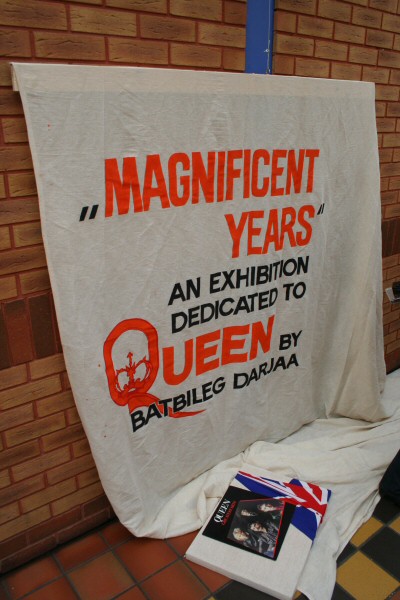 „MAGNIFICENT
YEARS"
AN EXHIBITION
DEDICATED TO
QUEEN BY
BATBILEG DARJAA
QUEEN